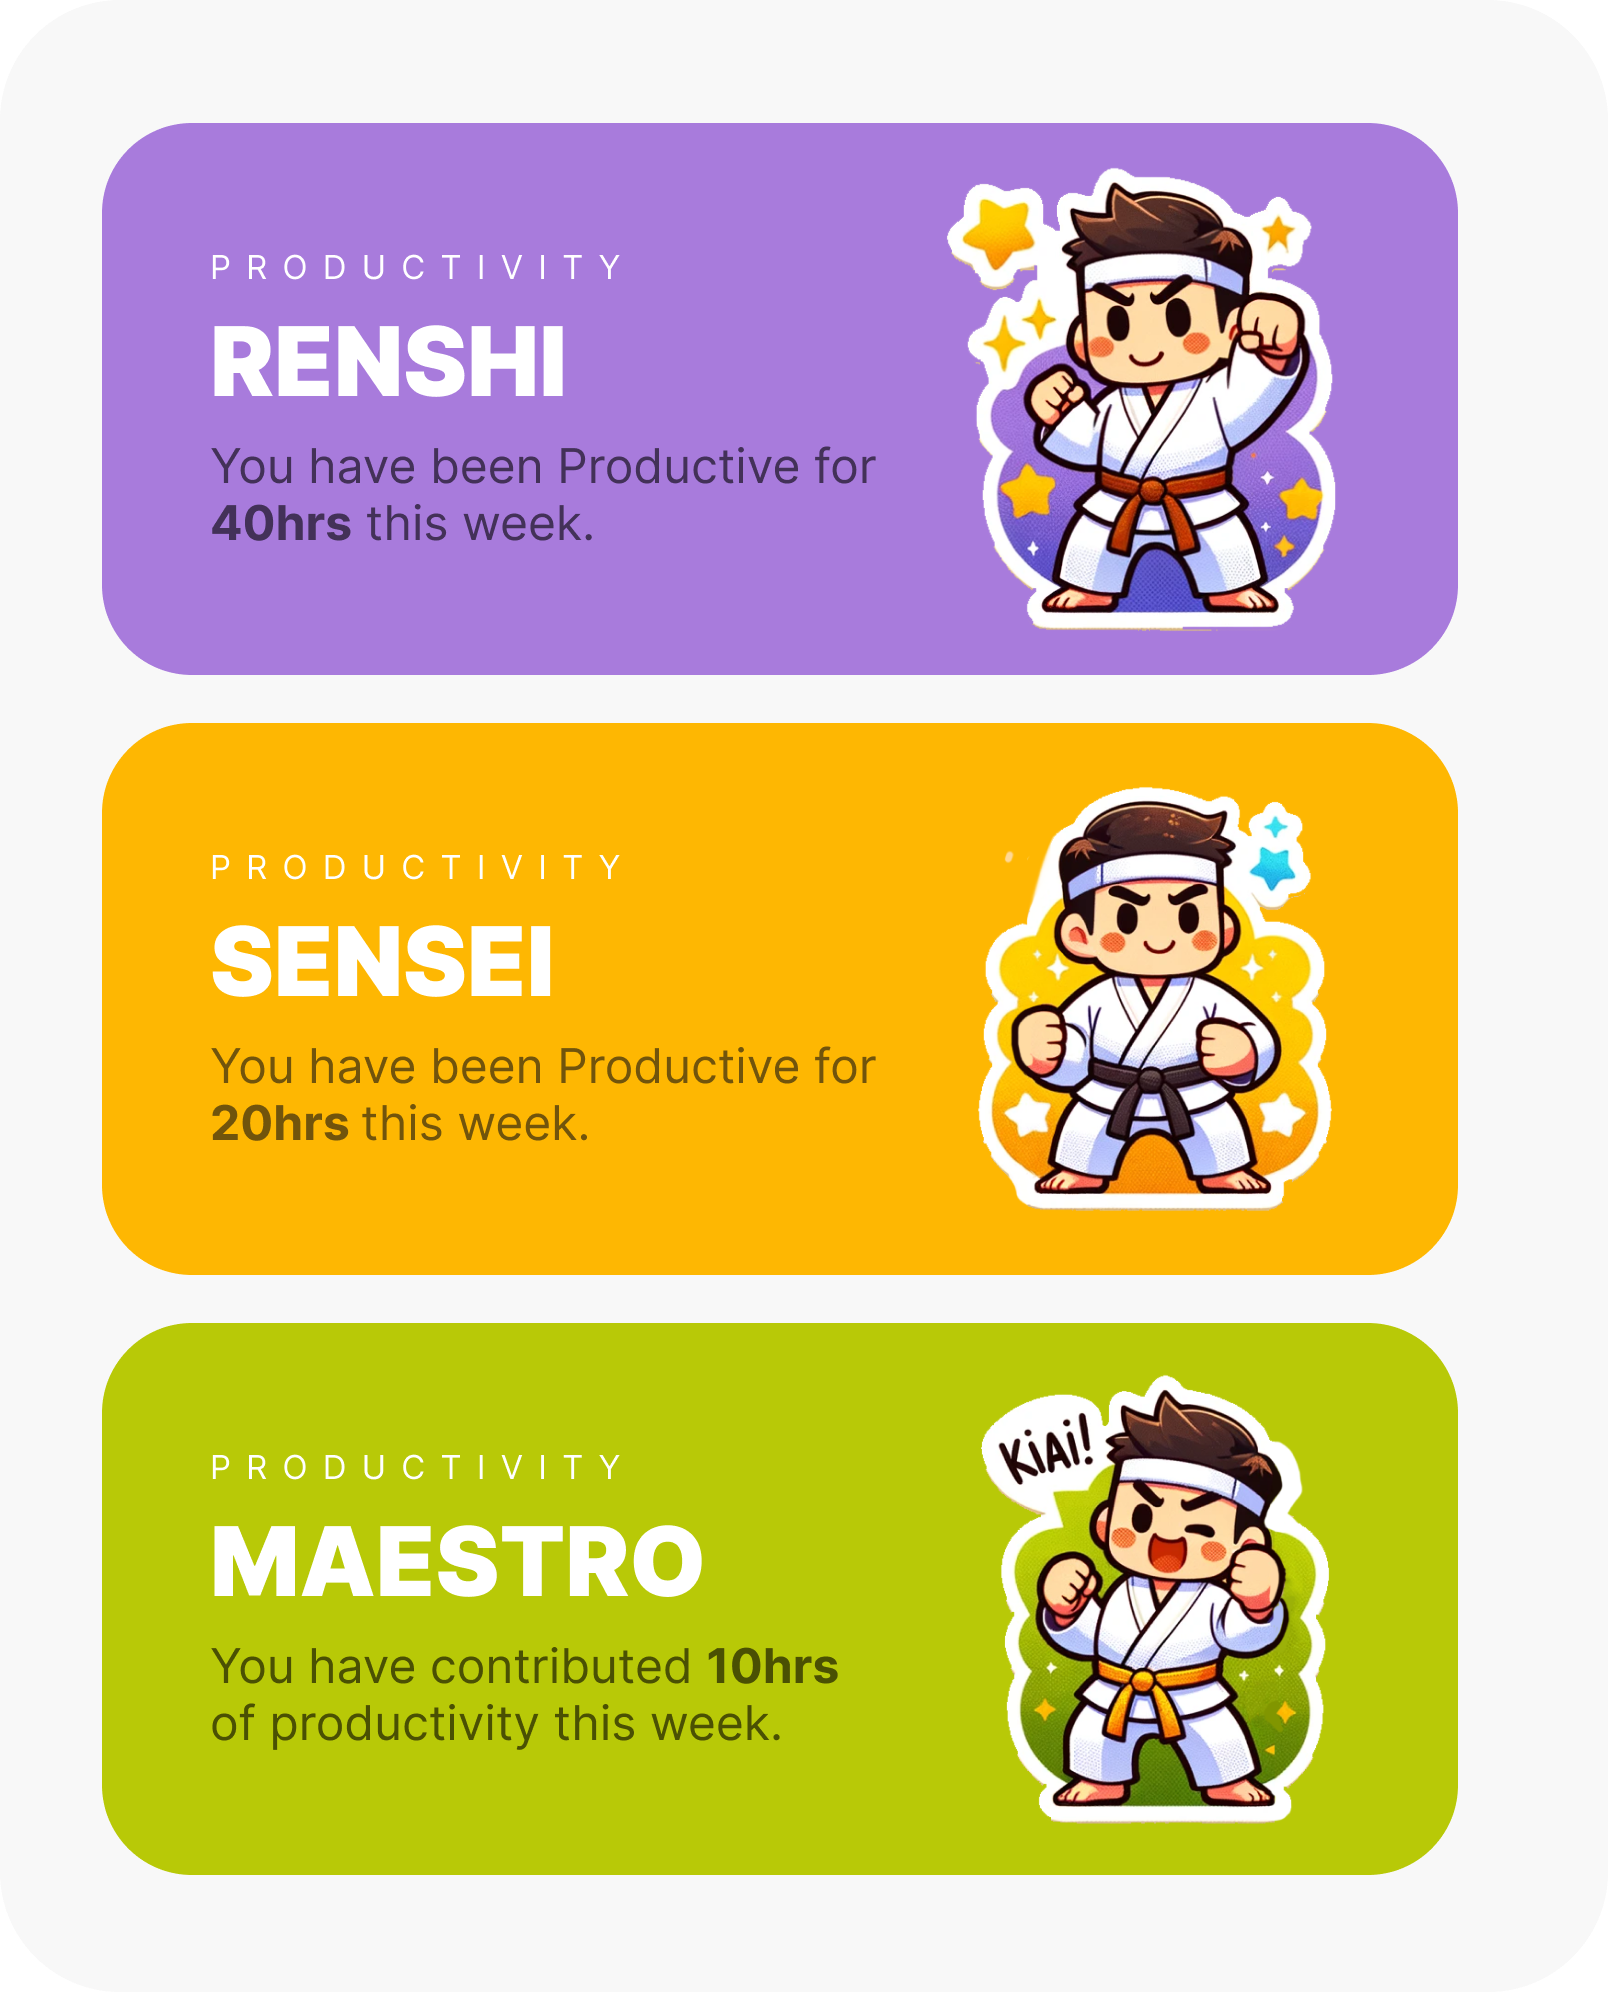 PRODUCTIVITY
RENSHI
You have been Productive for
40hrs this week.
PRODUCTIVITY
SENSEI
You have been Productive for
20hrs this week.
PRODUCTIVITY
MAESTRO
KiAi!
You have contributed 10hrs
of productivity this week.